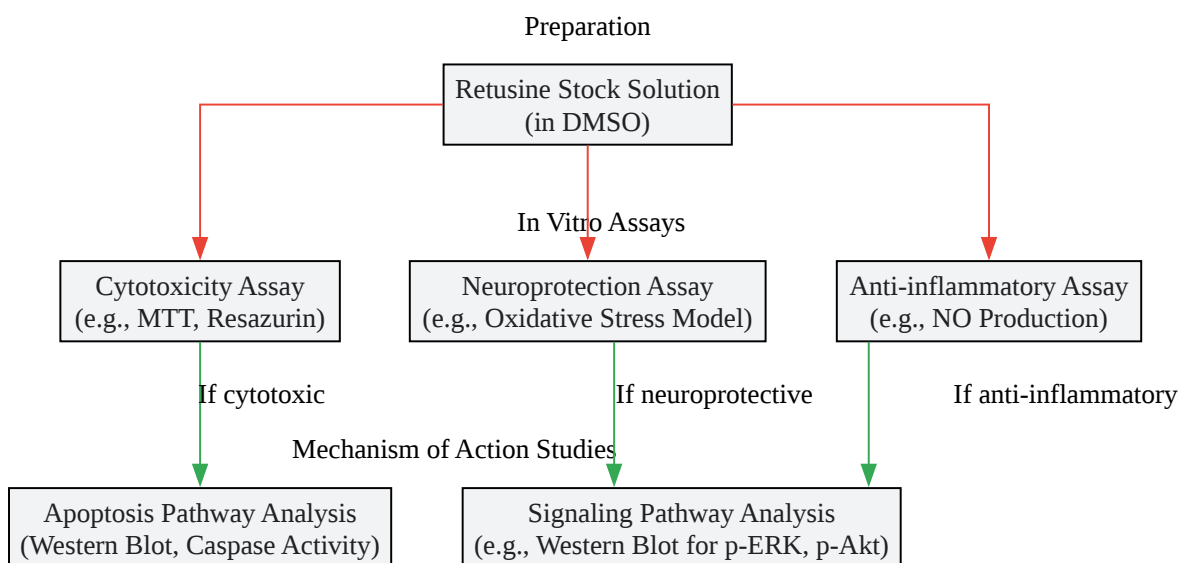 Preparation
Retusine Stock Solution
(in DMSO)
In Vitro Assays
Cytotoxicity Assay
(e.g., MTT, Resazurin)
Neuroprotection Assay
(e.g., Oxidative Stress Model)
Anti-inflammatory Assay
(e.g., NO Production)
If cytotoxic
If neuroprotective
If anti-inflammatory
Mechanism of Action Studies
Apoptosis Pathway Analysis
(Western Blot, Caspase Activity)
Signaling Pathway Analysis
(e.g., Western Blot for p-ERK, p-Akt)